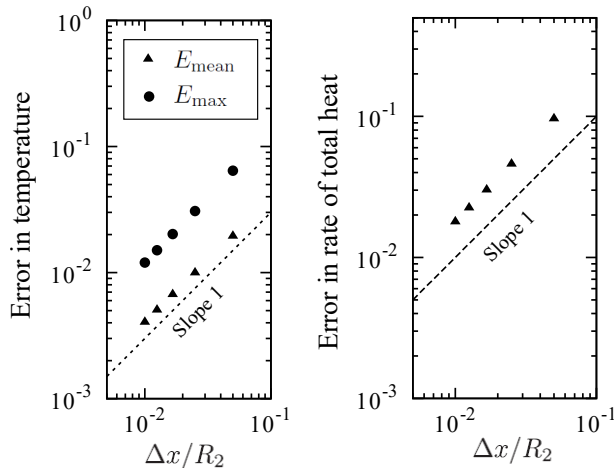 Error in temperature
10^0
10^-1
10^-2
10^-3
E_mean
E_max
Slope 1
10^-2
10^-1
Δx/R_2
Error in rate of total heat
10^0
10^-1
10^-2
10^-3
Slope 1
10^-2
10^-1
Δx/R_2